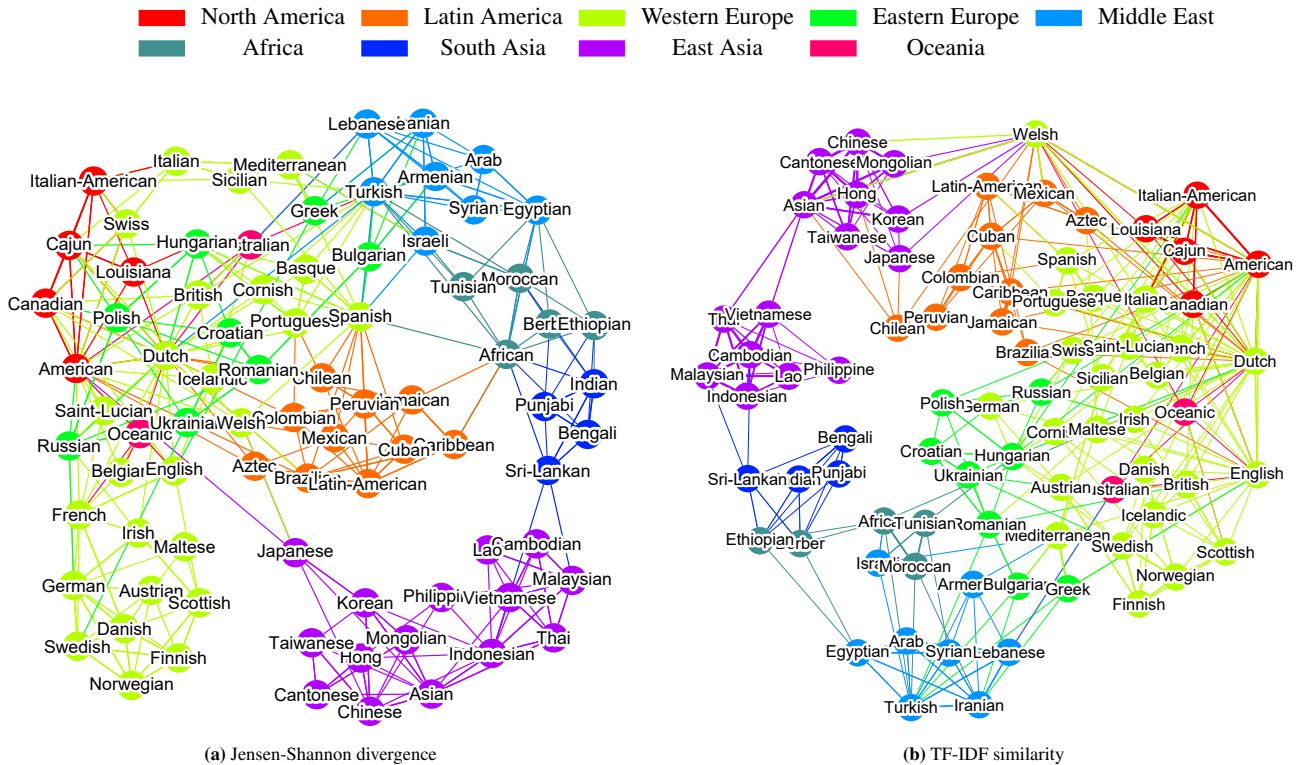 North America Latin America Western Europe Eastern Europe Middle East
Africa South Asia East Asia Oceania
Lebanese
Italian
Mediterranean
Arab
Italian-American
Sicilian
Armenian
Turkish
Swiss
Greek
Syrian
Egyptian
Cajun
Hungarian
Israeli
Bulgarian
Louisiana
Basque
Moroccan
Tunisian
Canadian
British
Cornish
Polish
Portuguese
Spanish
Croatian
Ethiopian
Dutch
African
American
Romanian
Icelandic
Chilean
Indian
Saint-Lucian
Peruvian
Punjabi
Ukrainian
Welsh
Colombian
Oceanic
Mexican
Bengali
Russian
Cuban
Caribbean
Belgian
English
Aztec
Sri-Lankan
Latin-American
French
Irish
Maltese
Japanese
Lao
Cambodian
German
Austrian
Malaysian
Scottish
Korean
Vietnamese
Danish
Taiwanese
Mongolian
Thai
Swedish
Hong
Indonesian
Finnish
Norwegian
Cantonese
Asian
Chinese
(a) Jensen-Shannon divergence
Welsh
Chinese
Cantonese
Mongolian
Latin-American
Mexican
Italian-American
Hong
Asian
Korean
Aztec
Louisiana
Taiwanese
Cuban
Cajun
Japanese
Spanish
American
Colombian
Caribbean
Portuguese
Italian
Canadian
Vietnamese
Peruvian
Jamaican
Chilean
Cambodian
Brazilia
Swiss
Saint-Lucian
Dutch
Malaysian
Lao
Philippine
Sicilian
Belgian
Indonesian
Russian
Polish
German
Oceanic
Irish
Bengali
Maltese
Croatian
Hungarian
Sri-Lankan
Punjabi
Ukrainian
Danish
English
Austrian
British
Tunisian
Icelandic
Ethiopian
Romanian
Mediterranean
Swedish
Scottish
Moroccan
Norwegian
Bulgarian
Greek
Finnish
Arab
Egyptian
Syrian
Lebanese
Turkish
Iranian
(b) TF-IDF similarity